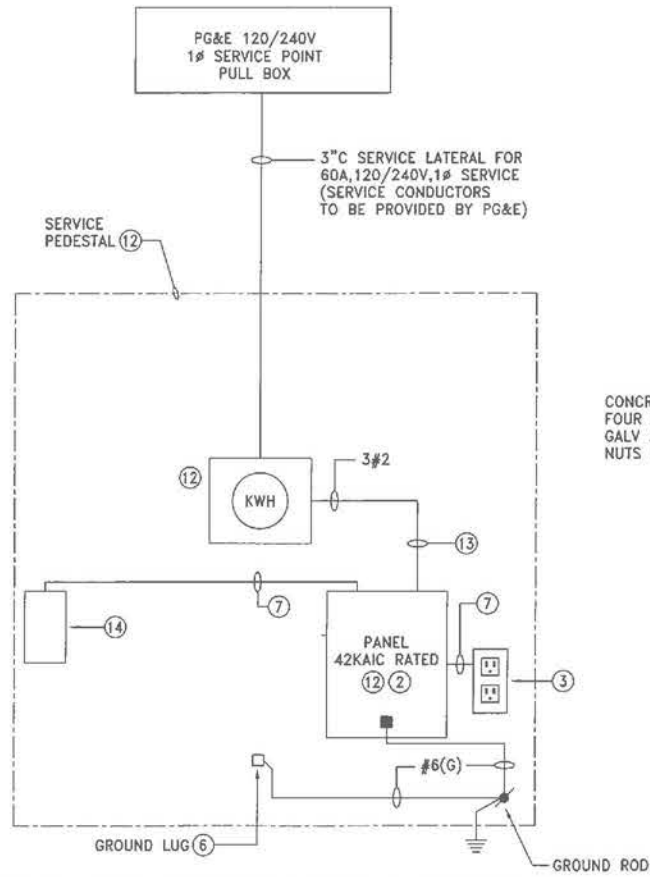 PG&E 120/240V
1ø SERVICE POINT
PULL BOX
3"C SERVICE LATERAL FOR
60A,120/240V,1ø SERVICE
(SERVICE CONDUCTORS
TO BE PROVIDED BY PG&E)
SERVICE
PEDESTAL 12
CONCR
FOUR
GALV
NUTS
12
KWH
3#2
13
7
14
PANEL
42KAIC RATED
12 2
7
3
#6(G)
GROUND LUG 6
GROUND ROD